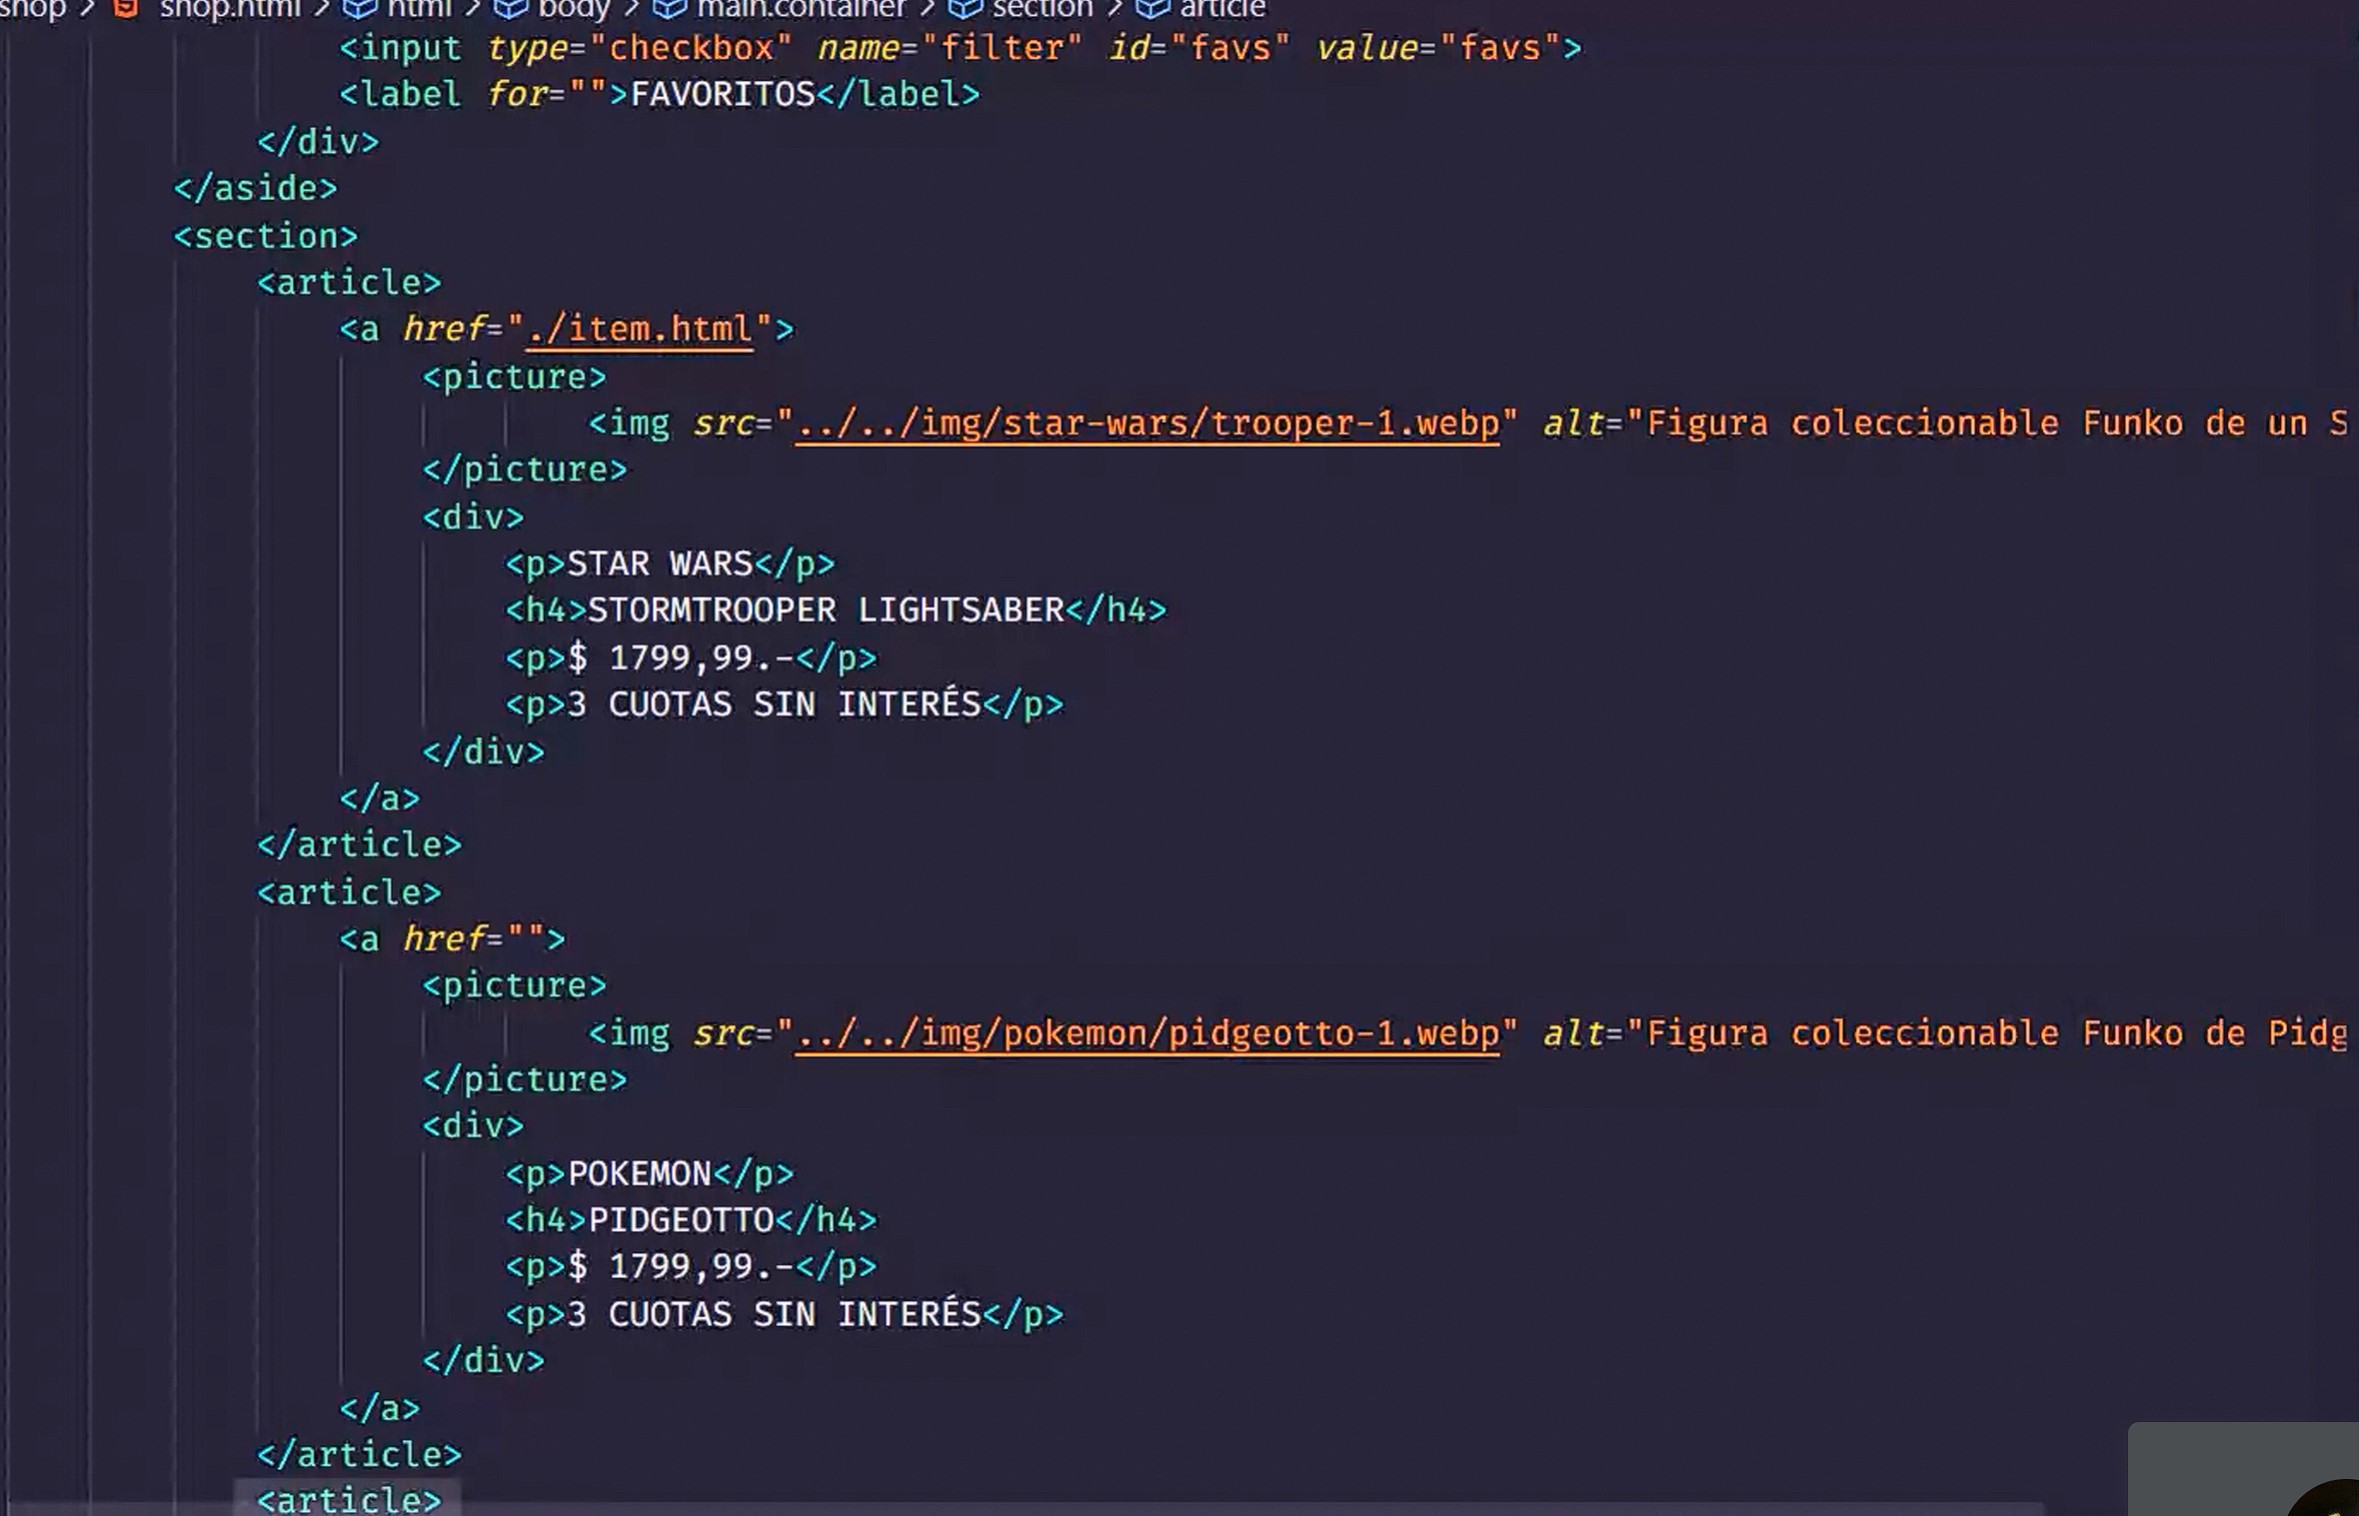 shop > shop.html > html > body > main.container > section > article
<input type="checkbox" name="filter" id="favs" value="favs">
<label for="">FAVORITOS</label>
</div>
</aside>
<section>
<article>
<a href="./item.html">
<picture>
<img src="../../img/star-wars/trooper-1.webp" alt="Figura coleccionable Funko de un S
</picture>
<div>
<p>STAR WARS</p>
<h4>STORMTROOPER LIGHTSABER</h4>
<p>$ 1799,99.-</p>
<p>3 CUOTAS SIN INTERÉS</p>
</div>
</a>
</article>
<article>
<a href="">
<picture>
<img src="../../img/pokemon/pidgeotto-1.webp" alt="Figura coleccionable Funko de Pidg
</picture>
<div>
<p>POKEMON</p>
<h4>PIDGEOTTO</h4>
<p>$ 1799,99.-</p>
<p>3 CUOTAS SIN INTERÉS</p>
</div>
</a>
</article>
<article>